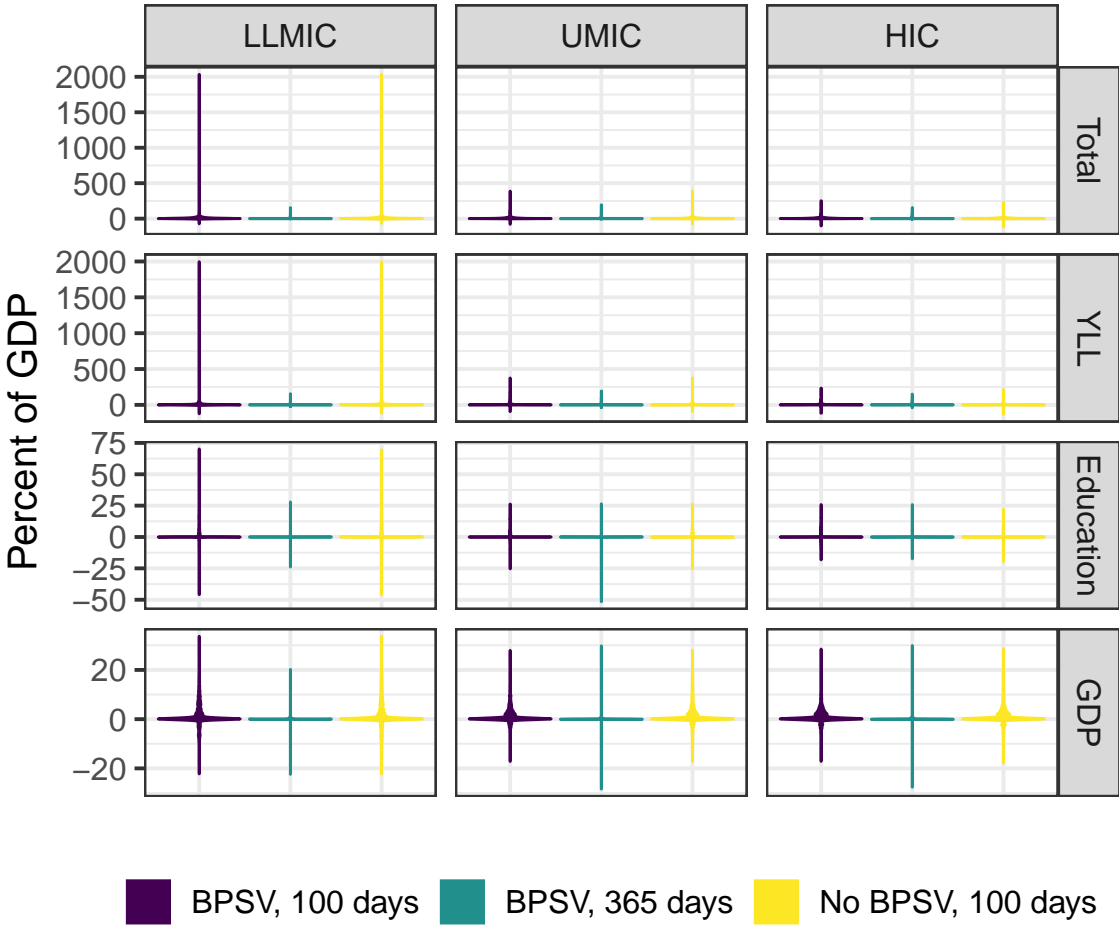 LLMIC UMIC HIC
Percent of GDP
2000
1500
1000
500
0
Total
2000
1500
1000
500
0
YLL
75
50
25
0
−25
−50
Education
20
0
−20
GDP
BPSV, 100 days BPSV, 365 days No BPSV, 100 days